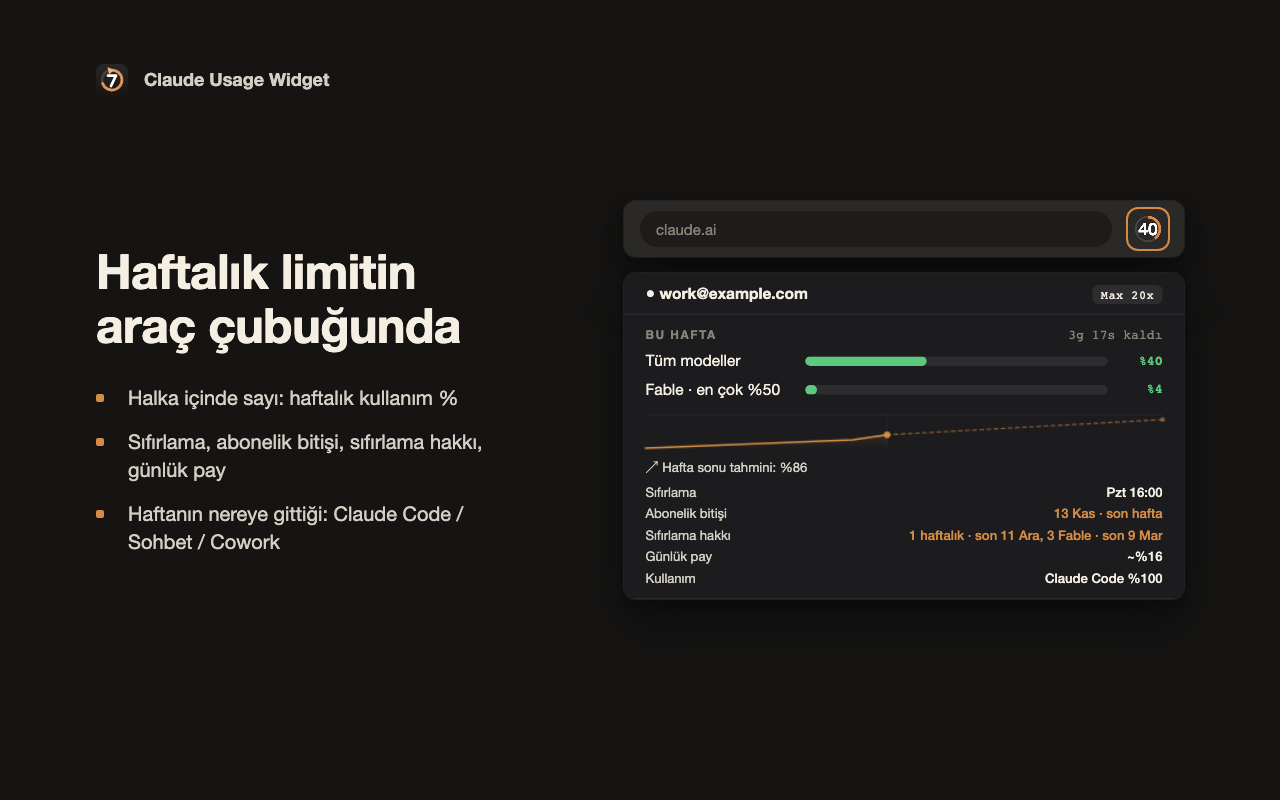 7
Claude Usage Widget
Haftalık limitin
araç çubuğunda
Halka içinde sayı: haftalık kullanım %
Sıfırlama, abonelik bitişi, sıfırlama hakkı,
günlük pay
Haftanın nereye gittiği: Claude Code /
Sohbet / Cowork
claude.ai
40
work@example.com
Max 20x
BU HAFTA
3g 17s kaldı
Tüm modeller
%40
Fable · en çok %50
%4
↗ Hafta sonu tahmini: %86
Sıfırlama
Pzt 16:00
Abonelik bitişi
13 Kas · son hafta
Sıfırlama hakkı
1 haftalık · son 11 Ara, 3 Fable · son 9 Mar
Günlük pay
~%16
Kullanım
Claude Code %100